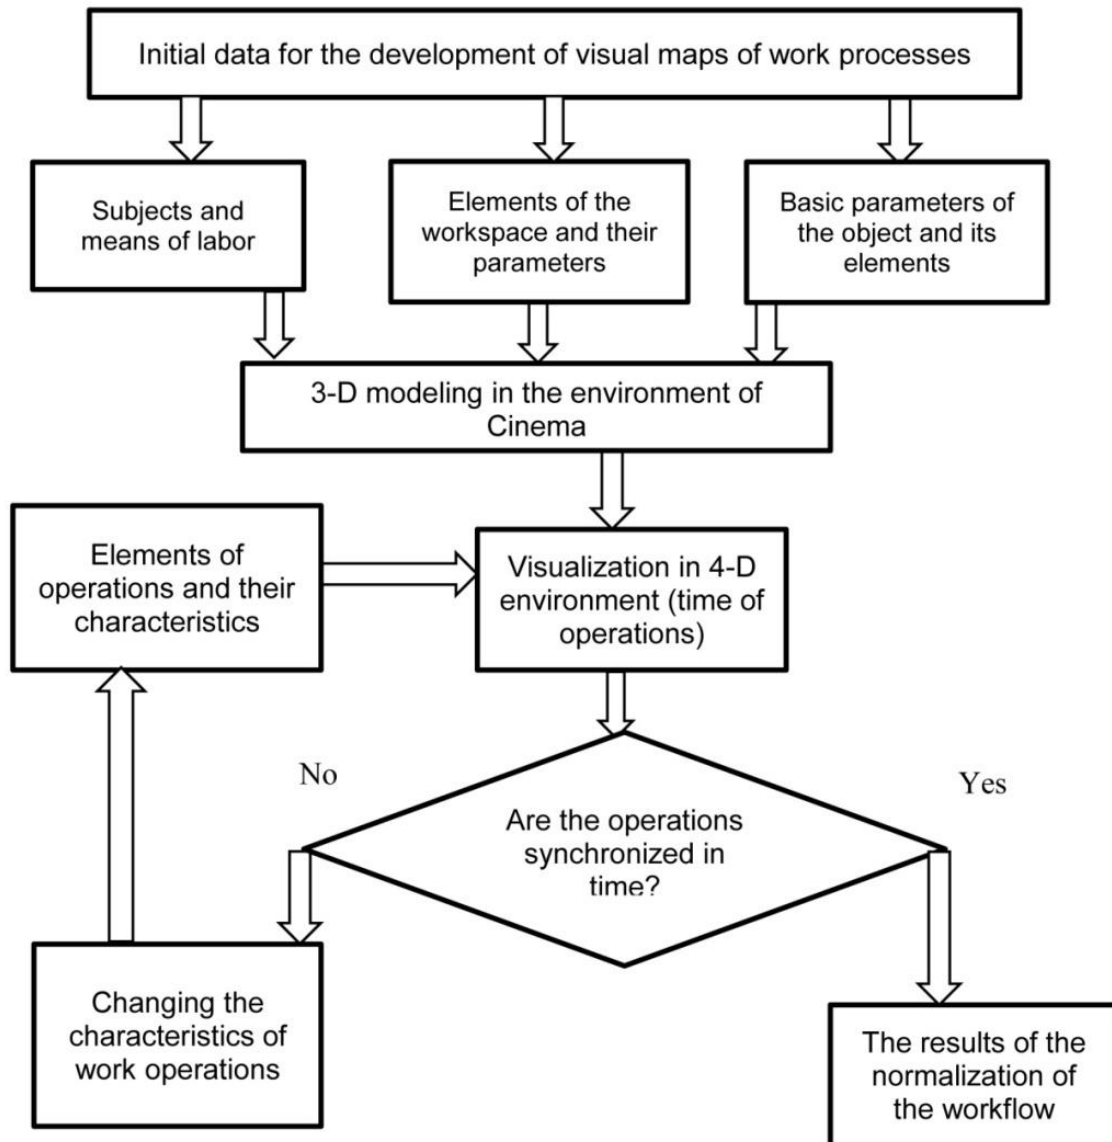 Initial data for the development of visual maps of work processes
Subjects and
means of labor
Elements of the
workspace and their
parameters
Basic parameters of
the object and its
elements
3-D modeling in the environment of
Cinema
Elements of
operations and their
characteristics
Visualization in 4-D
environment (time of
operations)
No
Yes
Are the operations
synchronized in
time?
Changing the
characteristics of
work operations
The results of the
normalization of
the workflow